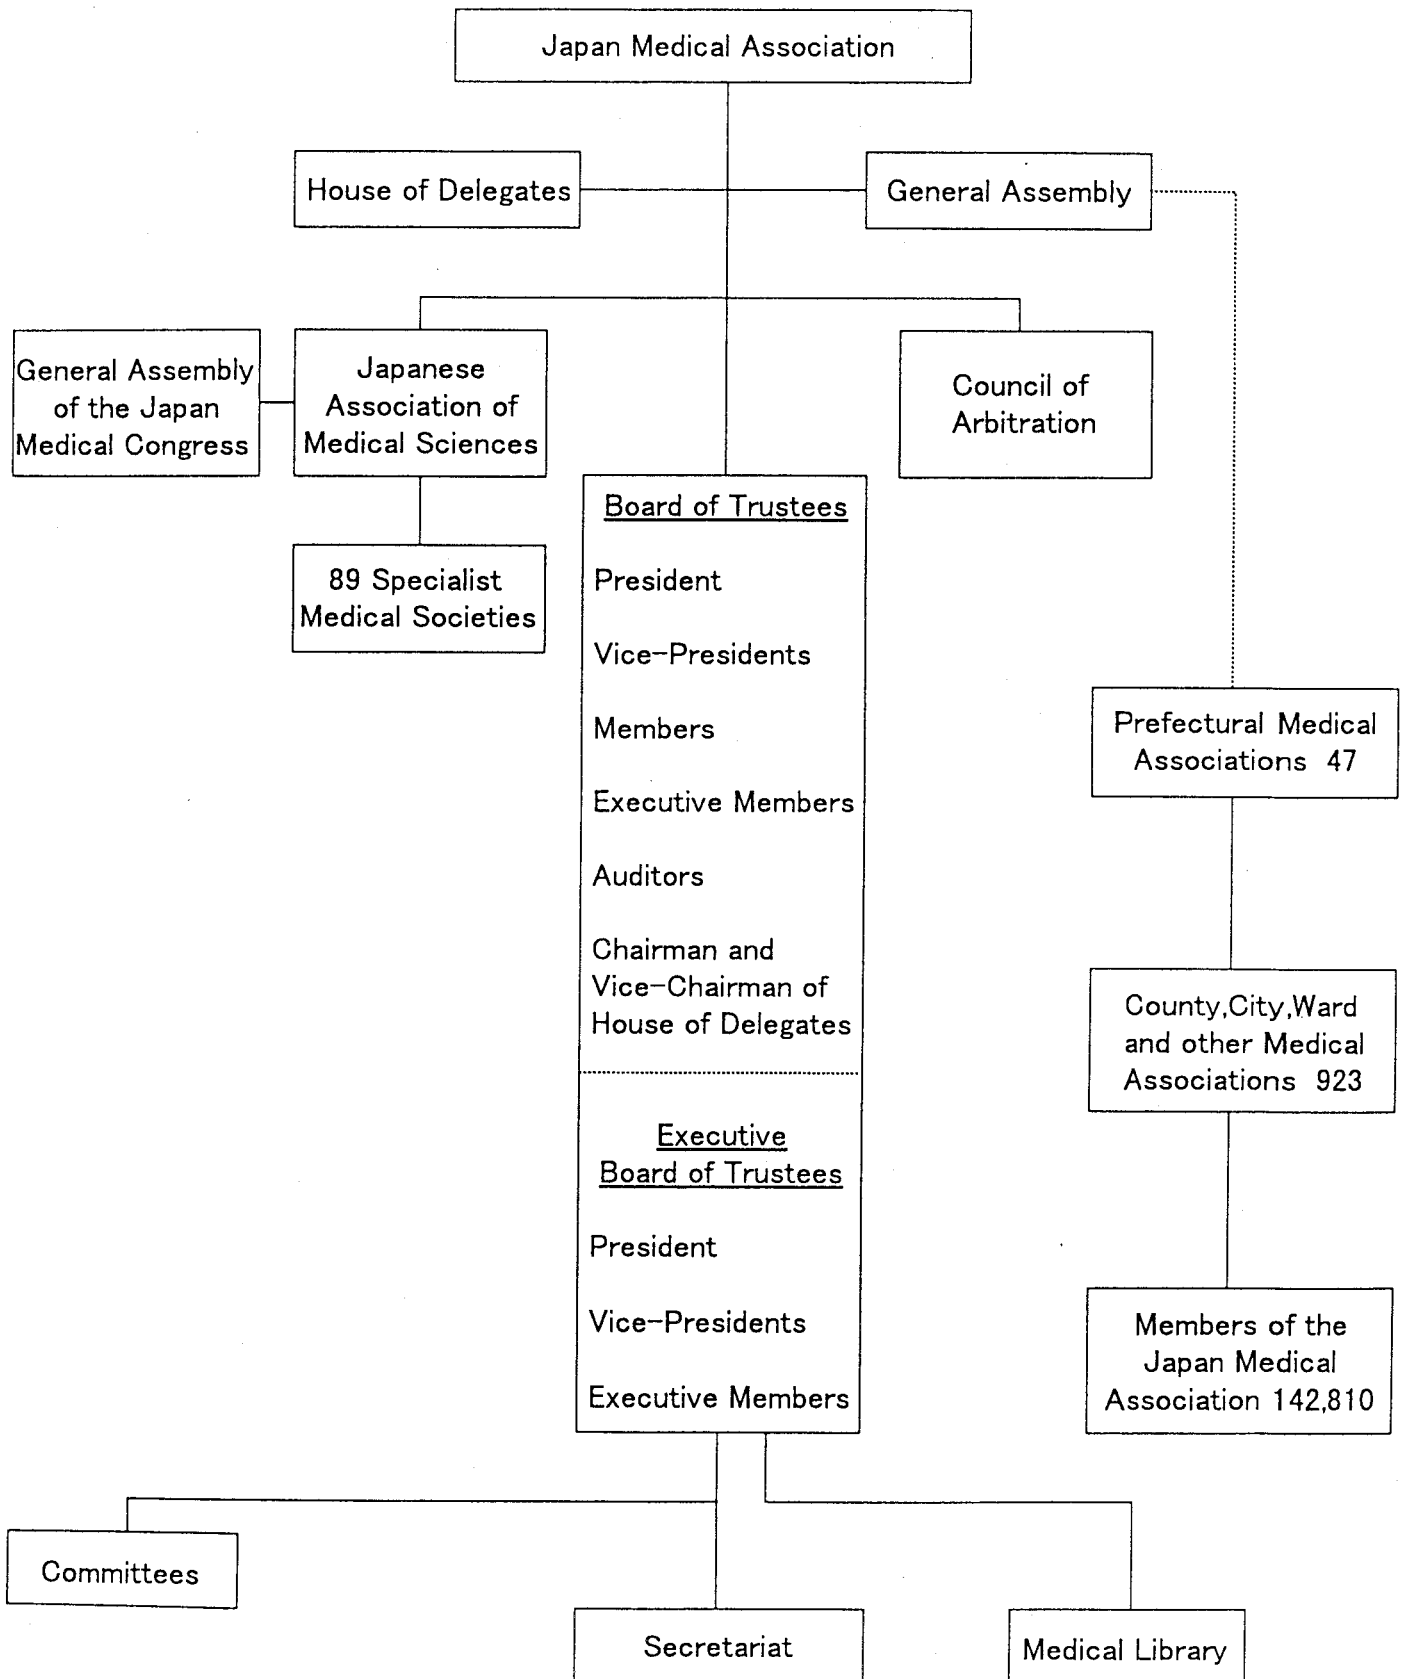 Japan Medical Association
House of Delegates
General Assembly
General Assembly
of the Japan
Medical Congress
Japanese
Association of
Medical Sciences
Council of
Arbitration
89 Specialist
Medical Societies
Board of Trustees
President
Vice-Presidents
Members
Executive Members
Auditors
Chairman and
Vice-Chairman of
House of Delegates
Executive
Board of Trustees
President
Vice-Presidents
Executive Members
Prefectural Medical
Associations 47
County,City,Ward
and other Medical
Associations 923
Members of the
Japan Medical
Association 142,810
Committees
Secretariat
Medical Library